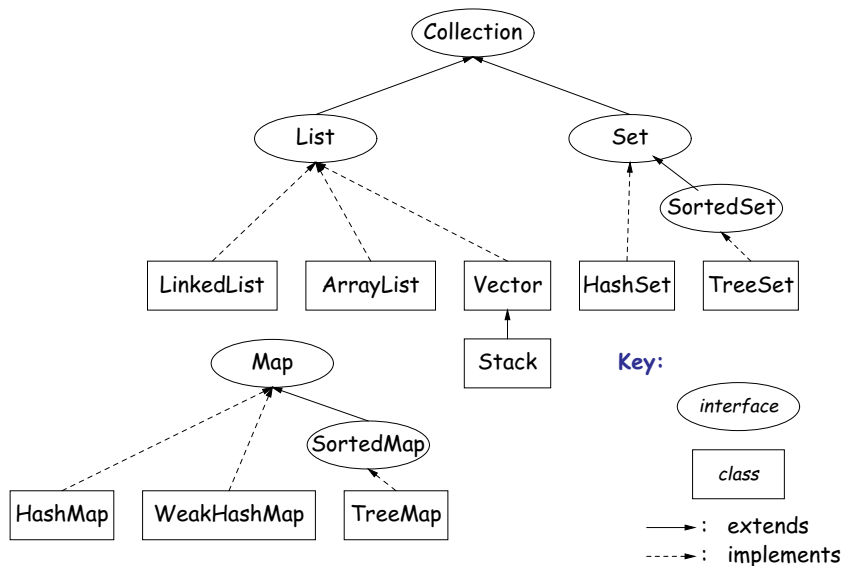 Collection
List
Set
SortedSet
LinkedList
ArrayList
Vector
HashSet
TreeSet
Stack
Map
SortedMap
HashMap
WeakHashMap
TreeMap
Key:
interface
class
: extends
: implements